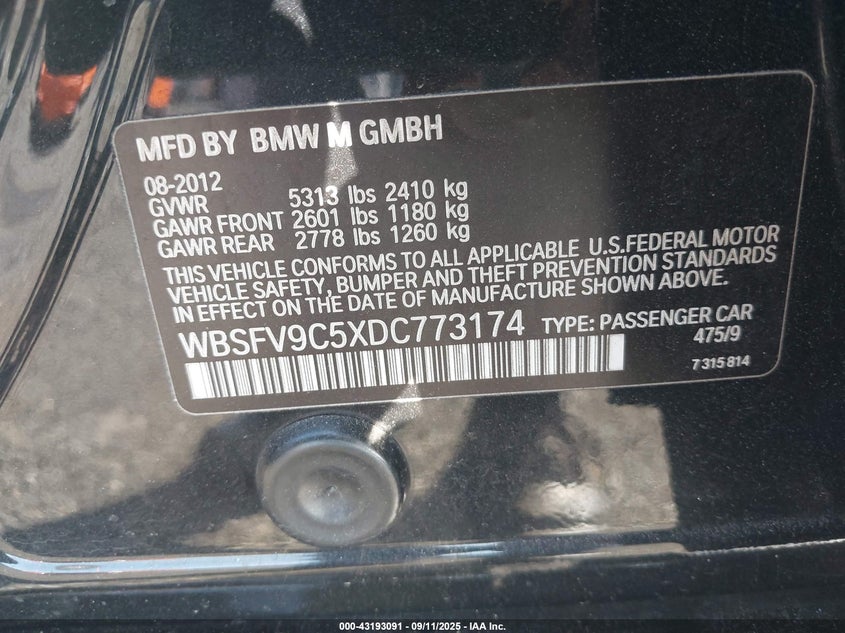 MFD BY BMW M GMBH
08-2012
GVWR 5313 lbs 2410 kg
GAWR FRONT 2601 lbs 1180 kg
GAWR REAR 2778 lbs 1260 kg
THIS VEHICLE CONFORMS TO ALL APPLICABLE U.S.FEDERAL MOTOR
VEHICLE SAFETY, BUMPER AND THEFT PREVENTION STANDARDS
IN EFFECT ON THE DATE OF MANUFACTURE SHOWN ABOVE.
WBSFV9C5XDC773174 TYPE: PASSENGER CAR
475/9
7315814
000-43193091 - 09/11/2025 - IAA Inc.